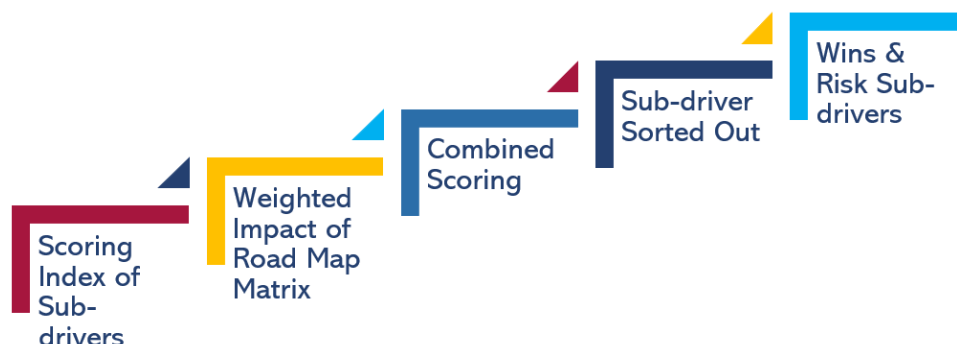 Scoring
Index of
Sub-
drivers
Weighted
Impact of
Road Map
Matrix
Combined
Scoring
Sub-driver
Sorted Out
Wins &
Risk Sub-
drivers